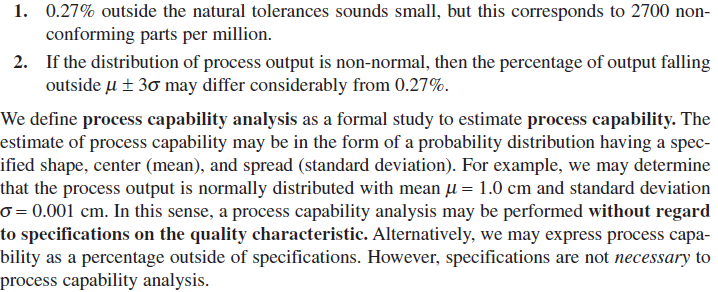 1. 0.27% outside the natural tolerances sounds small, but this corresponds to 2700 non-
conforming parts per million.
2. If the distribution of process output is non-normal, then the percentage of output falling
outside μ ± 3σ may differ considerably from 0.27%.
We define process capability analysis as a formal study to estimate process capability. The
estimate of process capability may be in the form of a probability distribution having a spec-
ified shape, center (mean), and spread (standard deviation). For example, we may determine
that the process output is normally distributed with mean μ = 1.0 cm and standard deviation
σ = 0.001 cm. In this sense, a process capability analysis may be performed without regard
to specifications on the quality characteristic. Alternatively, we may express process capa-
bility as a percentage outside of specifications. However, specifications are not necessary to
process capability analysis.